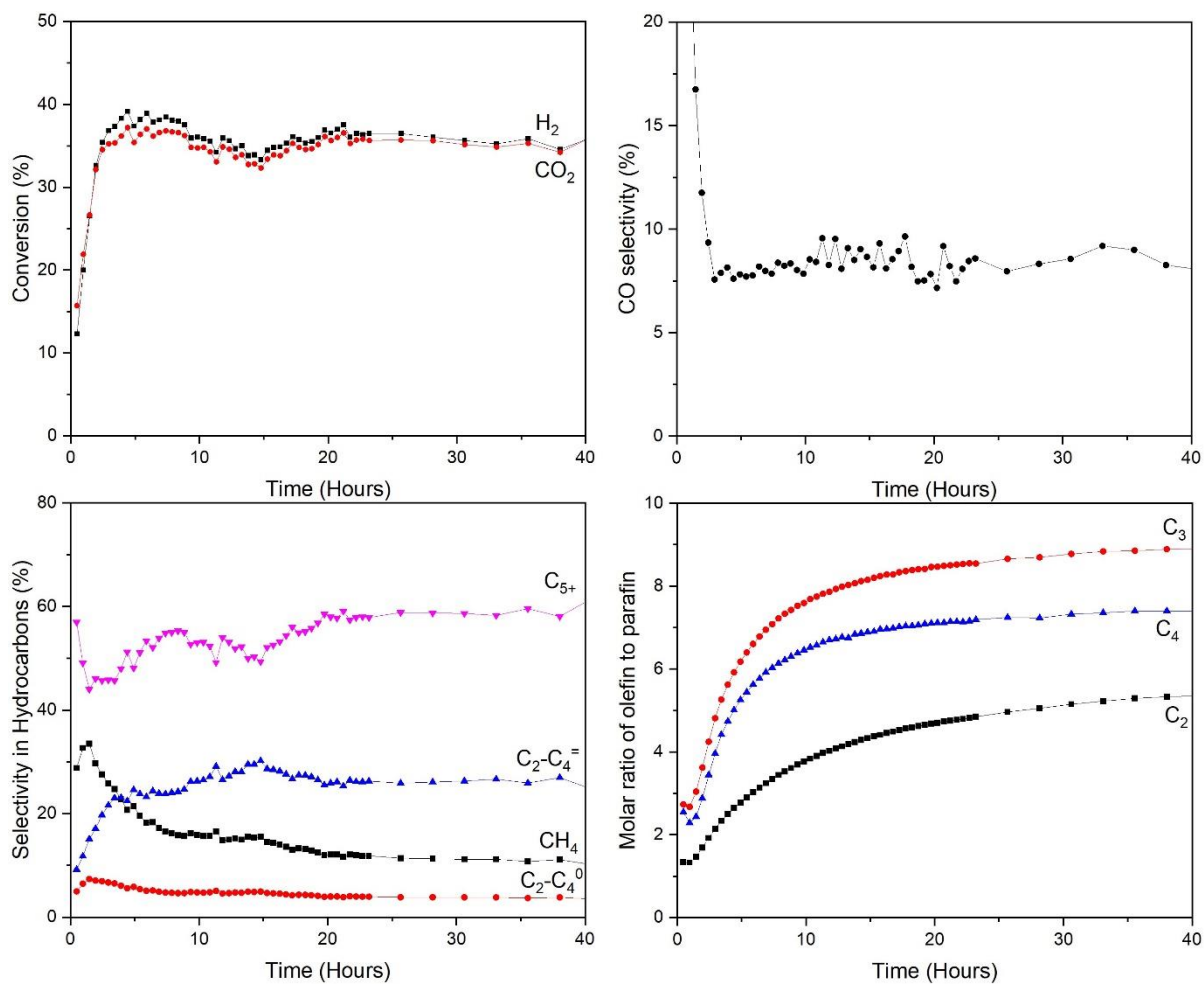 50
40
30
20
10
0
Conversion (%)
H2
CO2
0 10 20 30 40
Time (Hours)
20
15
10
5
0
CO selectivity (%)
0 10 20 30 40
Time (Hours)
80
60
40
20
0
Selectivity in Hydrocarbons (%)
C5+
C2-C4=
CH4
C2-C40
0 10 20 30 40
Time (Hours)
10
8
6
4
2
0
Molar ratio of olefin to parafin
C3
C4
C2
0 10 20 30 40
Time (Hours)